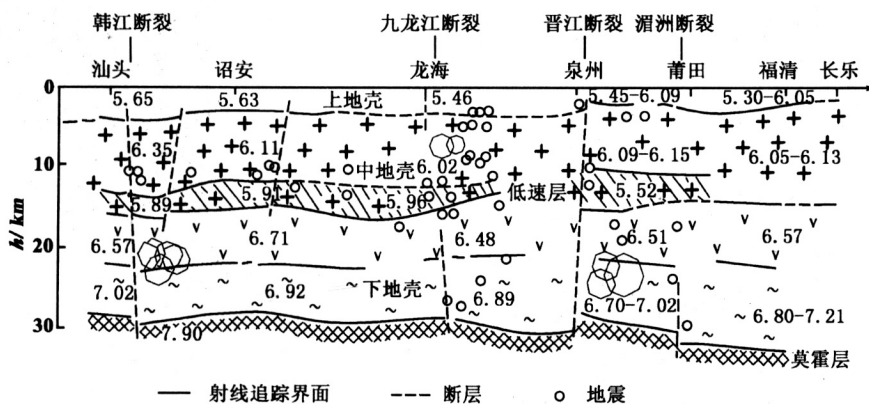 韩江断裂 九龙江断裂 晋江断裂 湄洲断裂
汕头 诏安 龙海 泉州 莆田 福清 长乐
0
5.65 5.63 上地壳 5.46 5.45-6.09 5.30-6.05
6.35 6.11 6.09-6.15 6.05-6.13
10 中地壳 6.02
5.89 5.9 5.96 低速层 5.52
h/km
20 6.57 6.71 6.48 6.51 6.57
7.02 6.92 下地壳 6.89 6.70-7.02 6.80-7.21
30 7.90 莫霍层
射线追踪界面 断层 地震